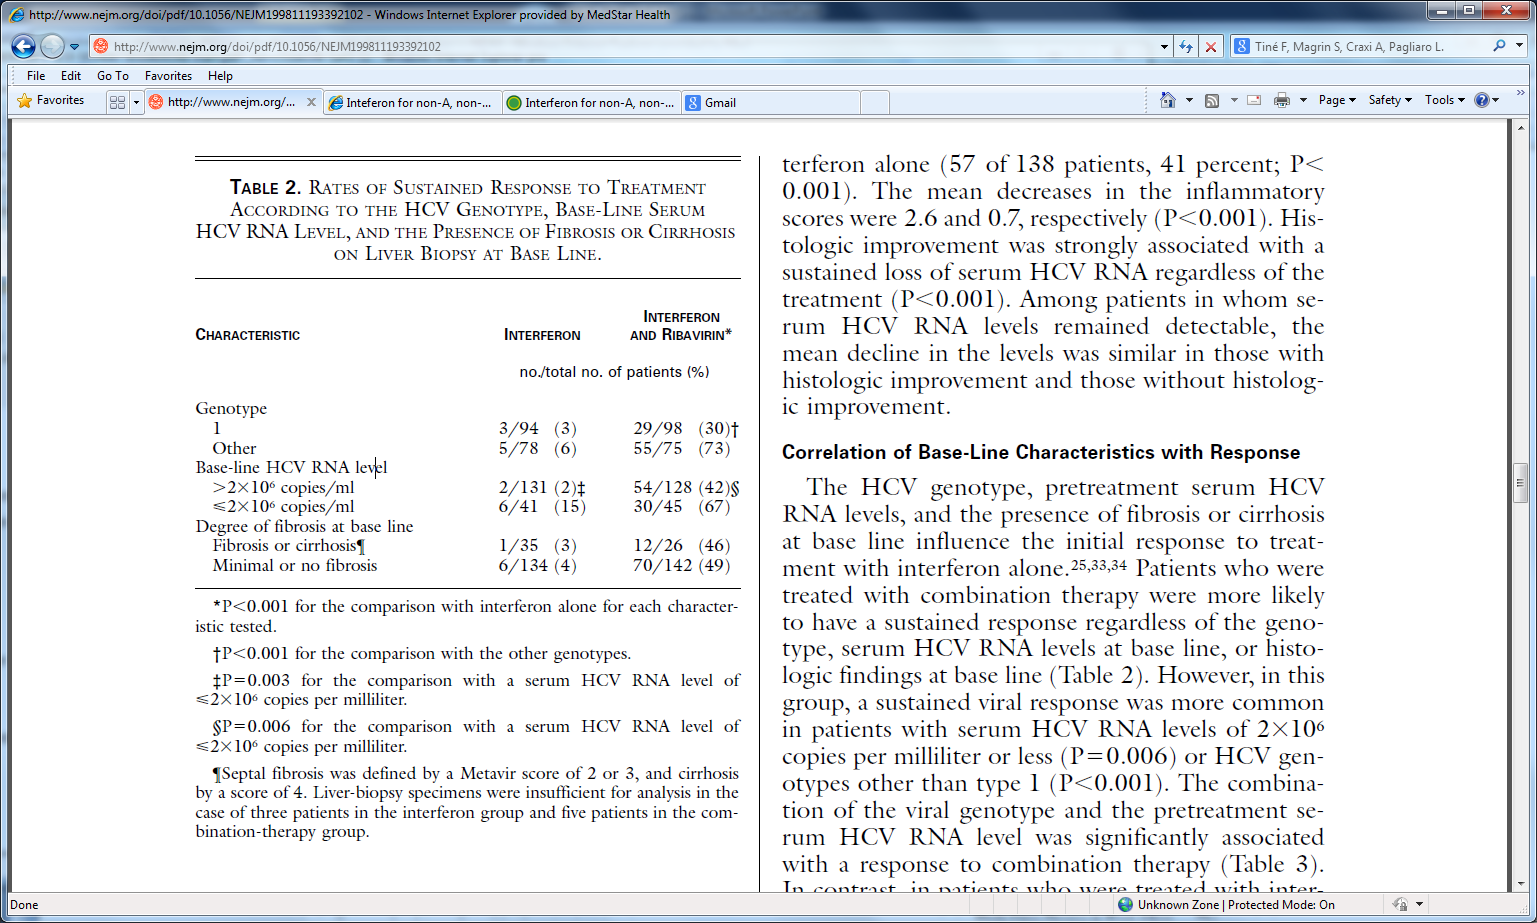 http://www.nejm.org/doi/pdf/10.1056/NEJM199811193392102 - Windows Internet Explorer provided by MedStar Health
http://www.nejm.org/doi/pdf/10.1056/NEJM199811193392102
Tiné F, Magrin S, Craxi A, Pagliaro L.
File Edit Go To Favorites Help
Favorites
http://www.nejm.org/...
Inteferon for non-A, non-...
Interferon for non-A, non-...
Gmail
Page Safety Tools
TABLE 2. RATES OF SUSTAINED RESPONSE TO TREATMENT
ACCORDING TO THE HCV GENOTYPE, BASE-LINE SERUM
HCV RNA LEVEL, AND THE PRESENCE OF FIBROSIS OR CIRRHOSIS
ON LIVER BIOPSY AT BASE LINE.
CHARACTERISTIC INTERFERON INTERFERON AND RIBAVIRIN*
no./total no. of patients (%)
Genotype
1 3/94 (3) 29/98 (30)†
Other 5/78 (6) 55/75 (73)
Base-line HCV RNA level
>2×10⁶ copies/ml 2/131 (2)‡ 54/128 (42)§
≤2×10⁶ copies/ml 6/41 (15) 30/45 (67)
Degree of fibrosis at base line
Fibrosis or cirrhosis¶ 1/35 (3) 12/26 (46)
Minimal or no fibrosis 6/134 (4) 70/142 (49)
*P<0.001 for the comparison with interferon alone for each character-
istic tested.
†P<0.001 for the comparison with the other genotypes.
‡P=0.003 for the comparison with a serum HCV RNA level of
≤2×10⁶ copies per milliliter.
§P=0.006 for the comparison with a serum HCV RNA level of
≤2×10⁶ copies per milliliter.
¶Septal fibrosis was defined by a Metavir score of 2 or 3, and cirrhosis
by a score of 4. Liver-biopsy specimens were insufficient for analysis in the
case of three patients in the interferon group and five patients in the com-
bination-therapy group.
terferon alone (57 of 138 patients, 41 percent; P<
0.001). The mean decreases in the inflammatory
scores were 2.6 and 0.7, respectively (P<0.001). His-
tologic improvement was strongly associated with a
sustained loss of serum HCV RNA regardless of the
treatment (P<0.001). Among patients in whom se-
rum HCV RNA levels remained detectable, the
mean decline in the levels was similar in those with
histologic improvement and those without histolog-
ic improvement.
Correlation of Base-Line Characteristics with Response
The HCV genotype, pretreatment serum HCV
RNA levels, and the presence of fibrosis or cirrhosis
at base line influence the initial response to treat-
ment with interferon alone.²⁵,³³,³⁴ Patients who were
treated with combination therapy were more likely
to have a sustained response regardless of the geno-
type, serum HCV RNA levels at base line, or histo-
logic findings at base line (Table 2). However, in this
group, a sustained viral response was more common
in patients with serum HCV RNA levels of 2×10⁶
copies per milliliter or less (P=0.006) or HCV gen-
otypes other than type 1 (P<0.001). The combina-
tion of the viral genotype and the pretreatment se-
rum HCV RNA level was significantly associated
with a response to combination therapy (Table 3).
In contrast, in patients who were treated with inter-
Done
Unknown Zone | Protected Mode: On